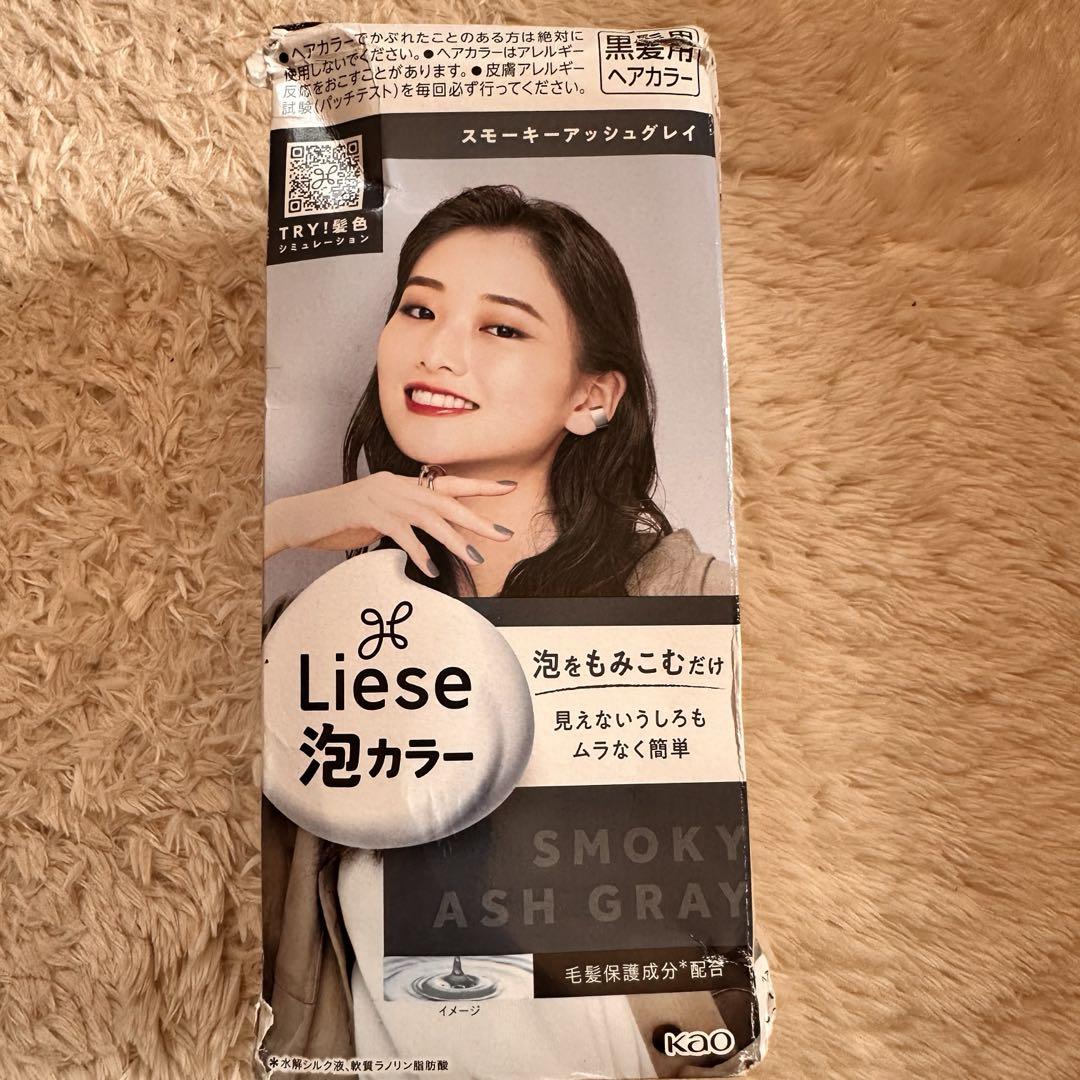 ●ヘアカラーでかぶれたことのある方は絶対に
使用しないでください。●ヘアカラーはアレルギー
反応をおこすことがあります。●皮膚アレルギー
試験(パッチテスト)を毎回必ず行ってください。
黒髪用
ヘアカラー
スモーキーアッシュグレイ
TRY!髪色
シミュレーション
Liese
泡カラー
泡をもみこむだけ
見えないうしろも
ムラなく簡単
SMOKY
ASH GRAY
毛髪保護成分*配合
イメージ
Kao
*水解シルク液、軟質ラノリン脂肪酸